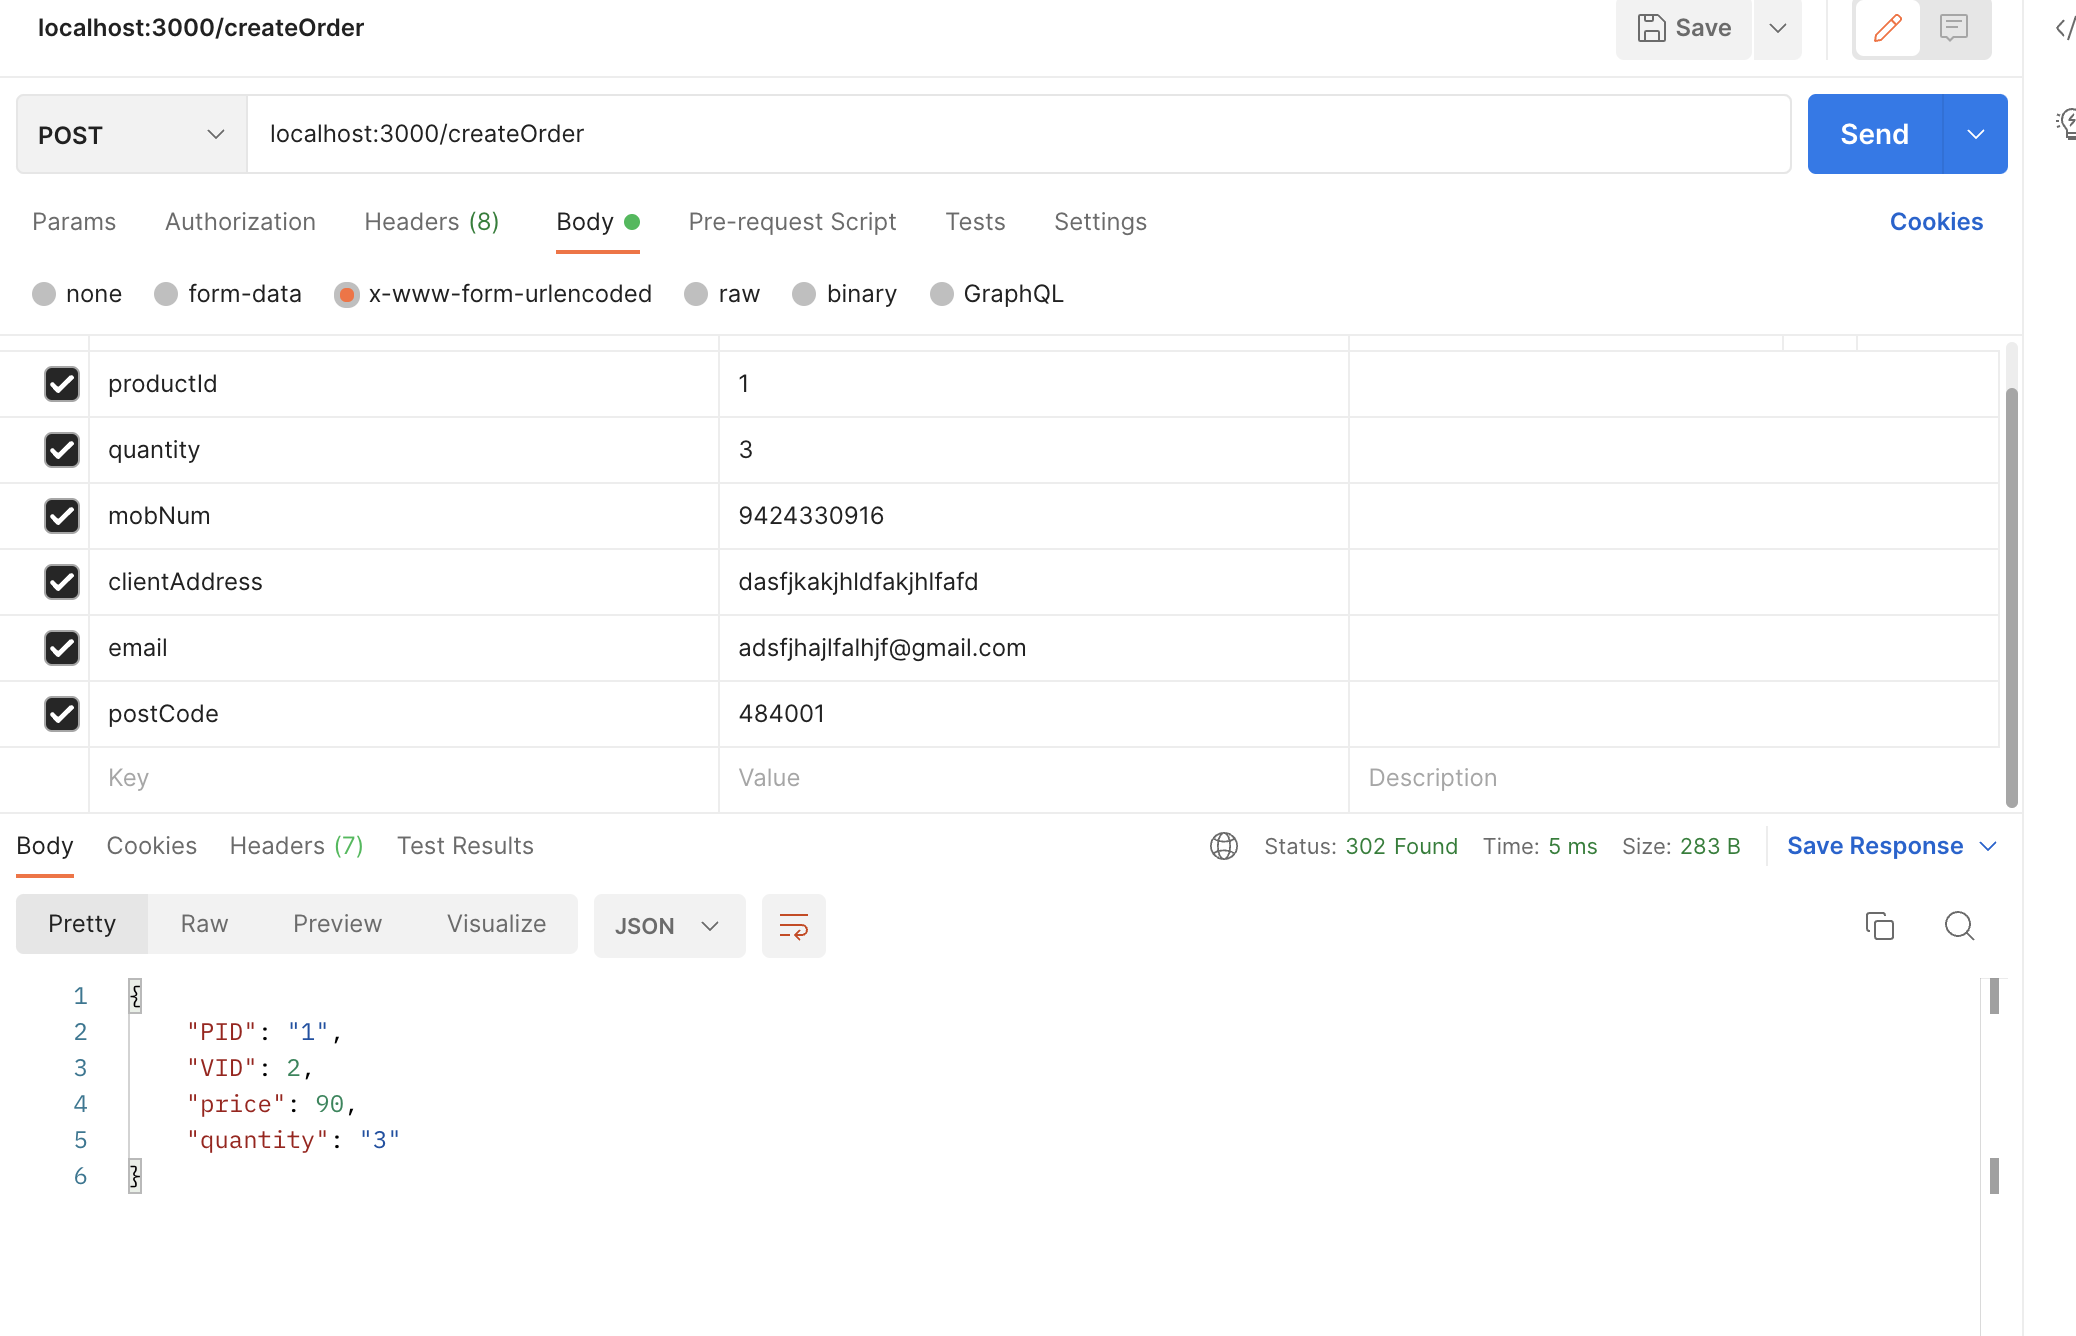 localhost:3000/createOrder
Save
POST
localhost:3000/createOrder
Send
Params Authorization Headers (8) Body Pre-request Script Tests Settings Cookies
none form-data x-www-form-urlencoded raw binary GraphQL
productId 1
quantity 3
mobNum 9424330916
clientAddress dasfjkakjhldfakjhlfafd
email adsfjhajlfalhjf@gmail.com
postCode 484001
Key Value Description
Body Cookies Headers (7) Test Results Status: 302 Found Time: 5 ms Size: 283 B Save Response
Pretty Raw Preview Visualize JSON
1 {
2 "PID": "1",
3 "VID": 2,
4 "price": 90,
5 "quantity": "3"
6 }